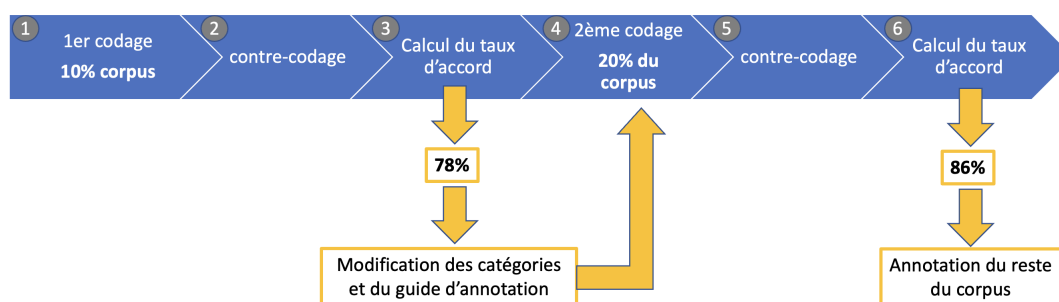 1
1er codage
10% corpus
2
contre-codage
3
Calcul du taux
d'accord
4
2ème codage
20% du
corpus
5
contre-codage
6
Calcul du taux
d'accord
78%
86%
Modification des catégories
et du guide d'annotation
Annotation du reste
du corpus